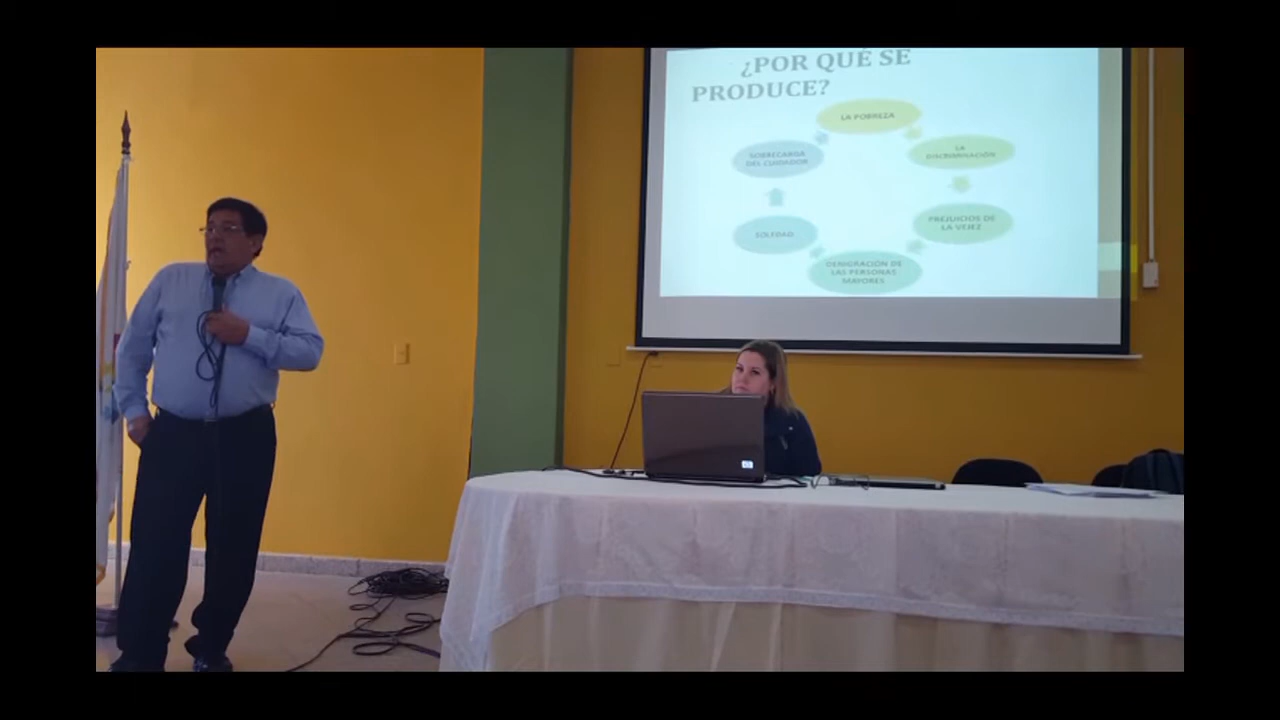 ¿POR QUÉ SE
PRODUCE?
LA POBREZA
LA
DISCRIMINACIÓN
PREJUICIOS DE
LA VEJEZ
DENIGRACIÓN DE
LAS PERSONAS
MAYORES
SOLEDAD
SOBRECARGA
DEL CUIDADOR
hp